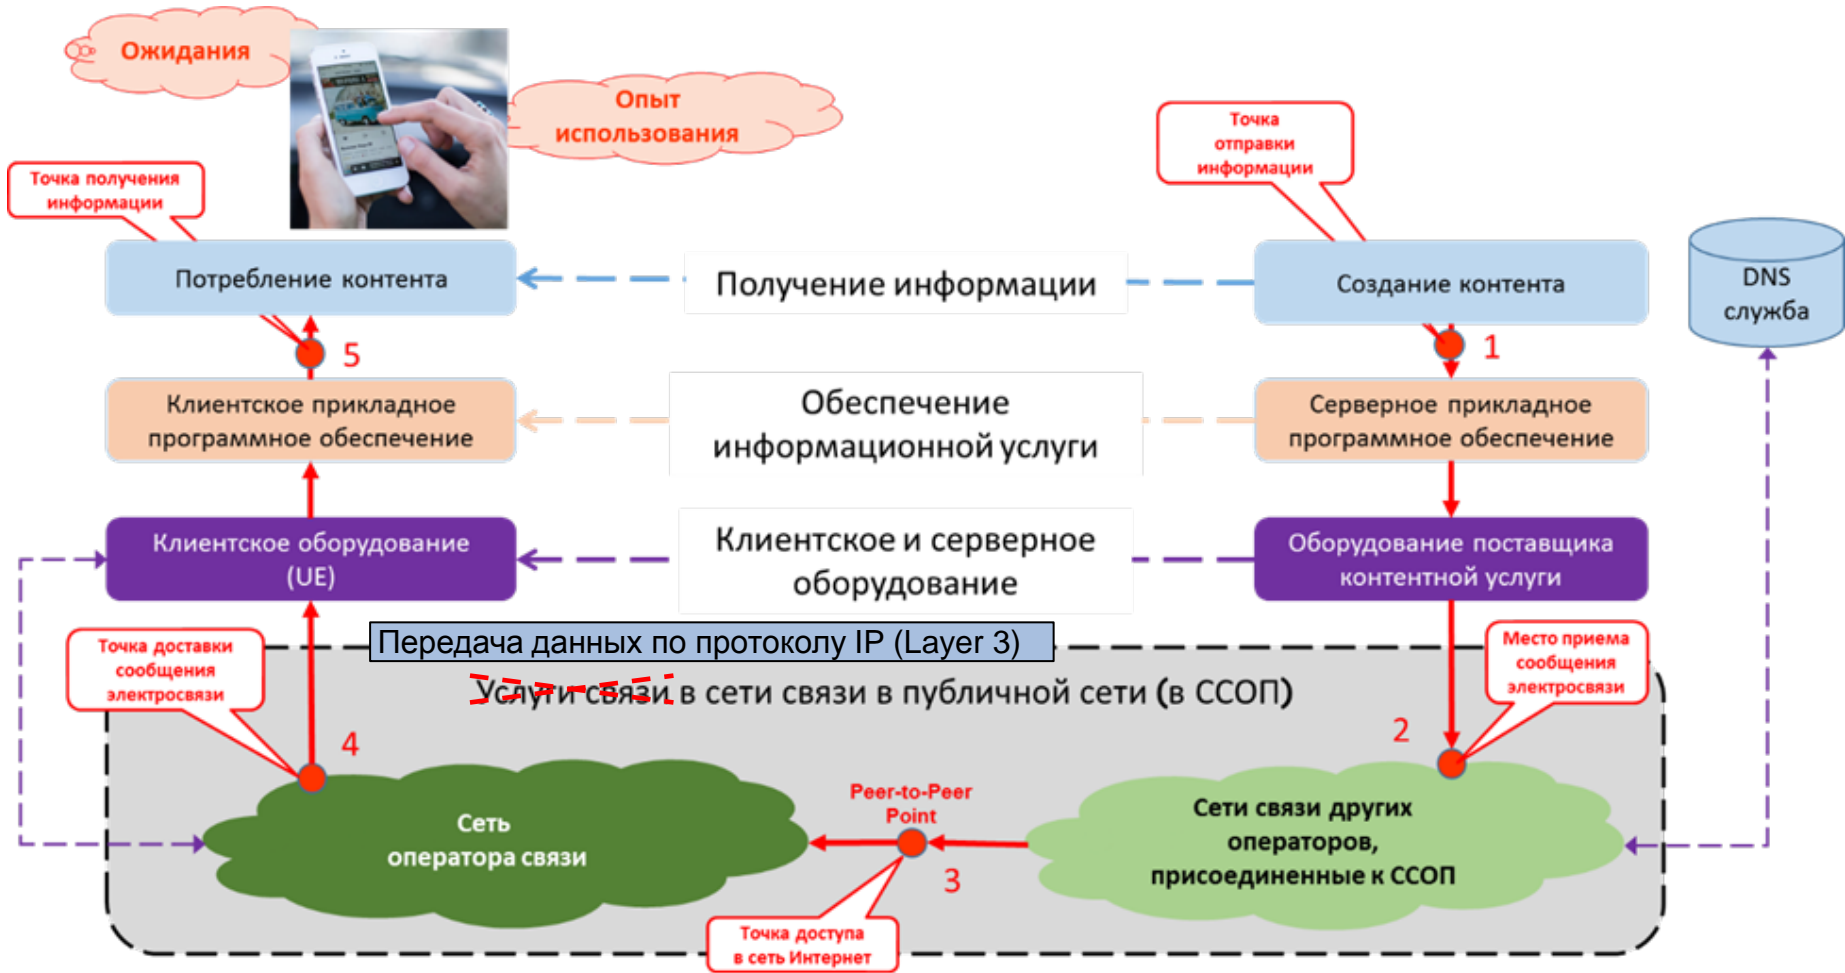 Ожидания
Опыт
использования
Точка
отправки
информации
Точка получения
информации
Потребление контента
Получение информации
Создание контента
DNS
служба
5
1
Клиентское прикладное
программное обеспечение
Обеспечение
информационной услуги
Серверное прикладное
программное обеспечение
Клиентское оборудование
(UE)
Клиентское и серверное
оборудование
Оборудование поставщика
контентной услуги
Передача данных по протоколу IP (Layer 3)
Точка доставки
сообщения
электросвязи
Место приема
сообщения
электросвязи
Услуги связи в сети связи в публичной сети (в ССОП)
4
2
Peer-to-Peer
Point
Сеть
оператора связи
Сети связи других
операторов,
присоединенные к ССОП
3
Точка доступа
в сеть Интернет